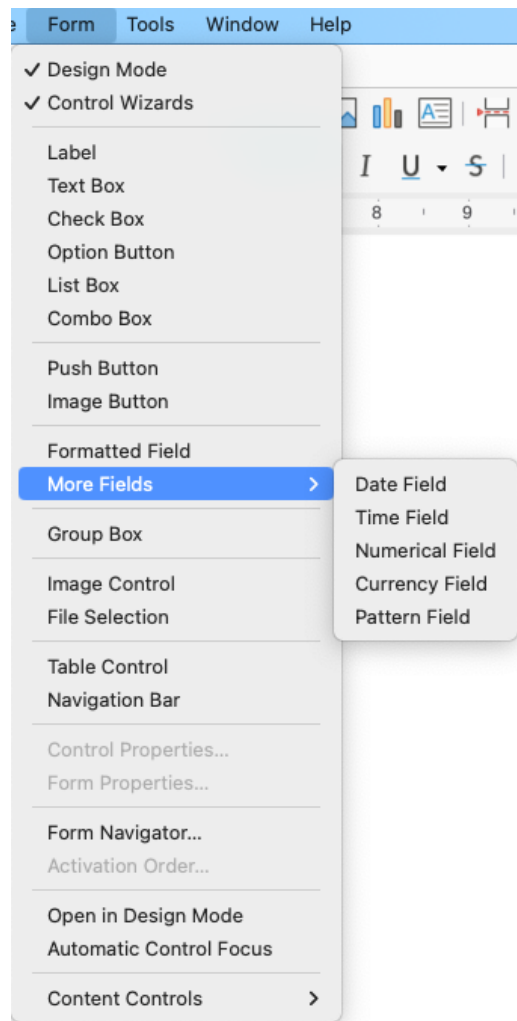 Form Tools Window Help
✓ Design Mode
✓ Control Wizards
Label
Text Box
Check Box
Option Button
List Box
Combo Box
Push Button
Image Button
Formatted Field
More Fields >
Date Field
Time Field
Numerical Field
Currency Field
Pattern Field
Group Box
Image Control
File Selection
Table Control
Navigation Bar
Control Properties...
Form Properties...
Form Navigator...
Activation Order...
Open in Design Mode
Automatic Control Focus
Content Controls >
A
I U S
8 9